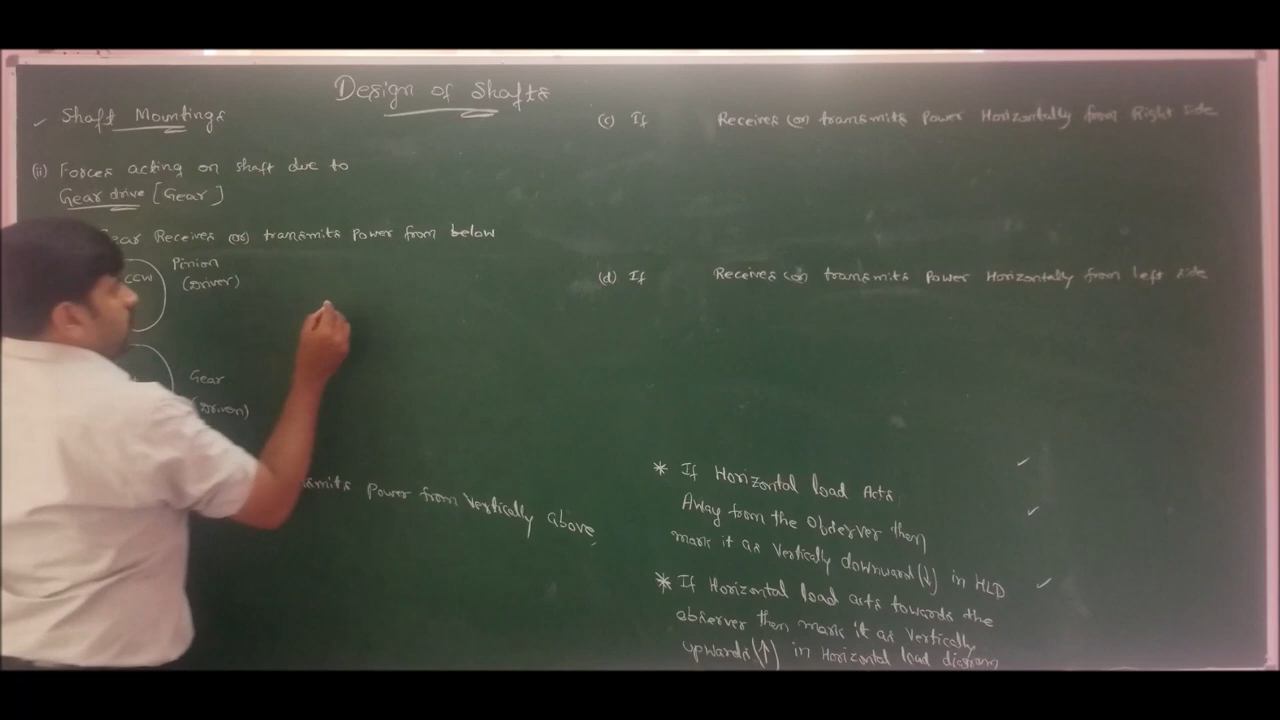 Design of Shafts
Shaft Mountings
(ii) Forces acting on shaft due to
Gear drive [Gear]
Gear Receives (or) transmits Power from below
CCW
Pinion
(Driver)
Gear
(Driven)
Power from Vertically above
(c) If Receives (or) transmits Power Horizontally from Right side
(d) If Receives (or) transmits Power Horizontally from left side
* If Horizontal load Acts
Away from the Observer then
mark it as Vertically downward (↓) in HLD
* If Horizontal load acts towards the
observer then mark it as Vertically
upwards (↑) in Horizontal load diagram